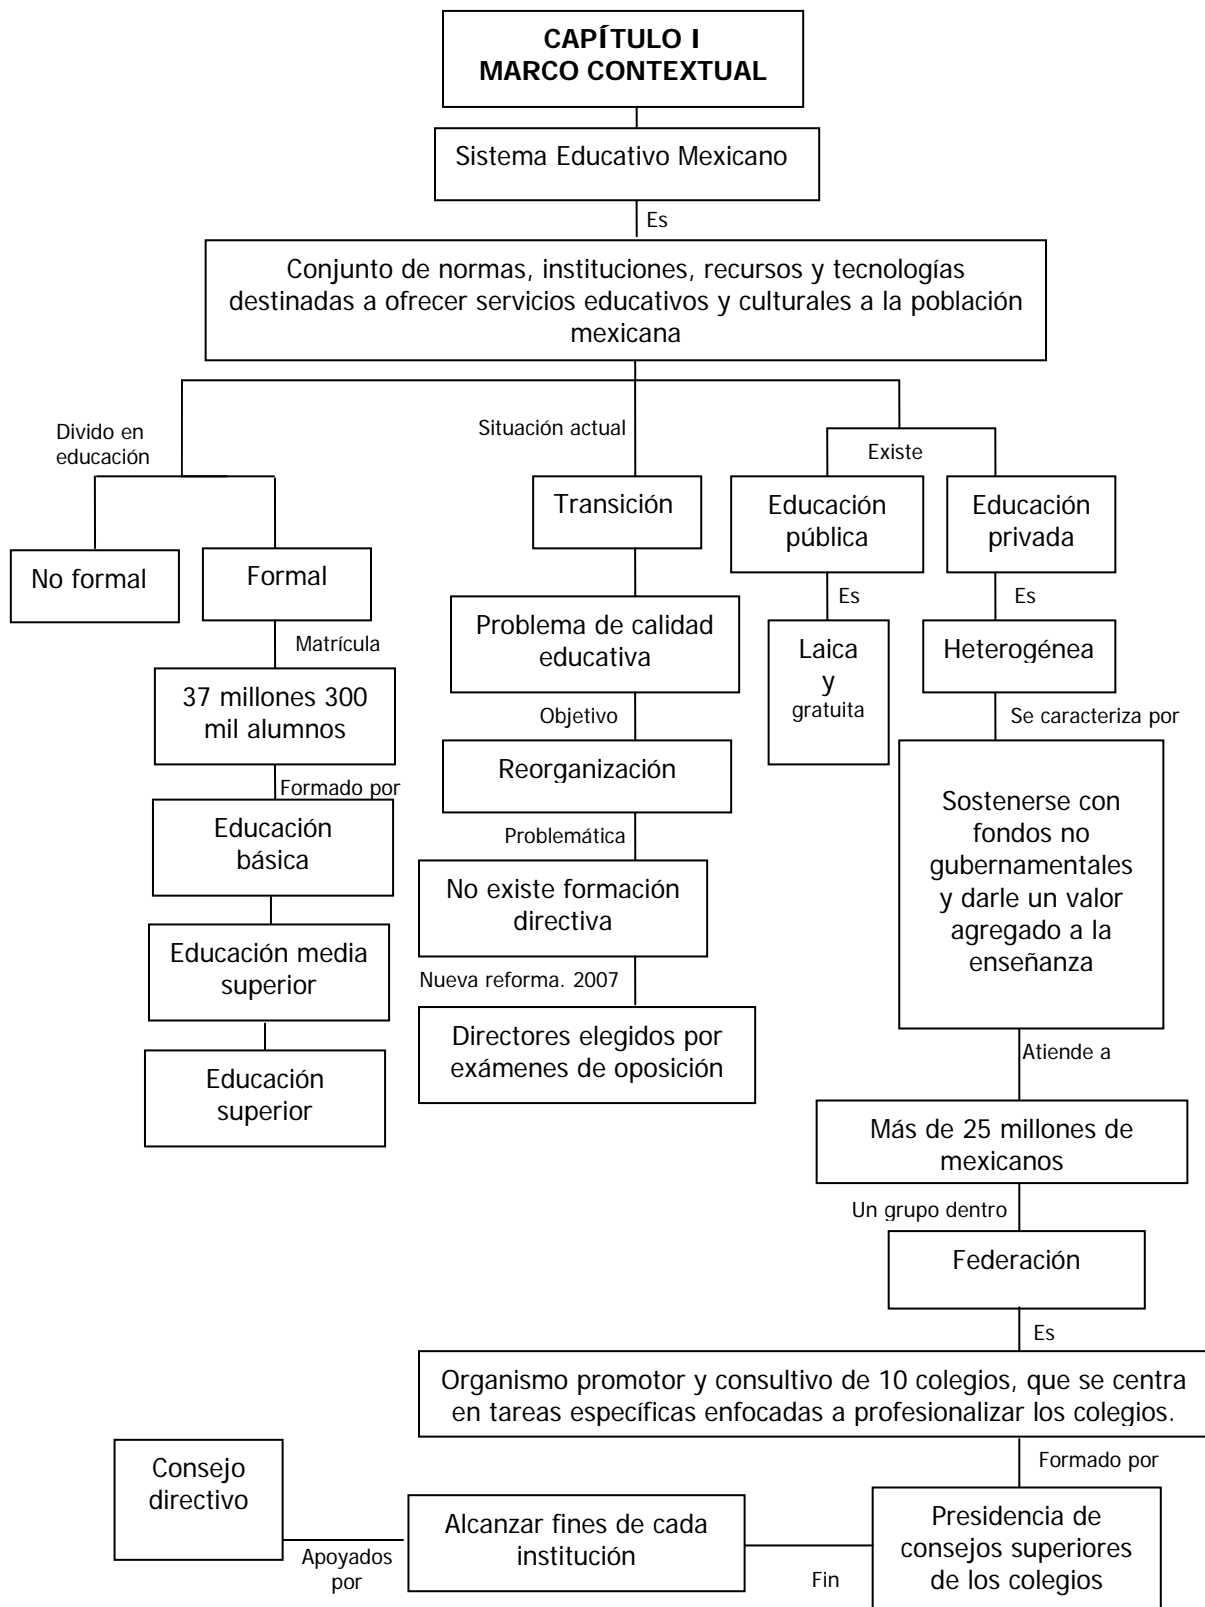 CAPÍTULO I
MARCO CONTEXTUAL
Sistema Educativo Mexicano
Es
Conjunto de normas, instituciones, recursos y tecnologías
destinadas a ofrecer servicios educativos y culturales a la población
mexicana
Divido en
educación
No formal
Formal
Matrícula
37 millones 300
mil alumnos
Formado por
Educación
básica
Educación media
superior
Educación
superior
Situación actual
Transición
Problema de calidad
educativa
Objetivo
Reorganización
Problemática
No existe formación
directiva
Nueva reforma. 2007
Directores elegidos por
exámenes de oposición
Existe
Educación
pública
Es
Laica
y
gratuita
Educación
privada
Es
Heterogénea
Se caracteriza por
Sostenerse con
fondos no
gubernamentales
y darle un valor
agregado a la
enseñanza
Atiende a
Más de 25 millones de
mexicanos
Un grupo dentro
Federación
Es
Organismo promotor y consultivo de 10 colegios, que se centra
en tareas específicas enfocadas a profesionalizar los colegios.
Formado por
Presidencia de
consejos superiores
de los colegios
Fin
Alcanzar fines de cada
institución
Apoyados
por
Consejo
directivo